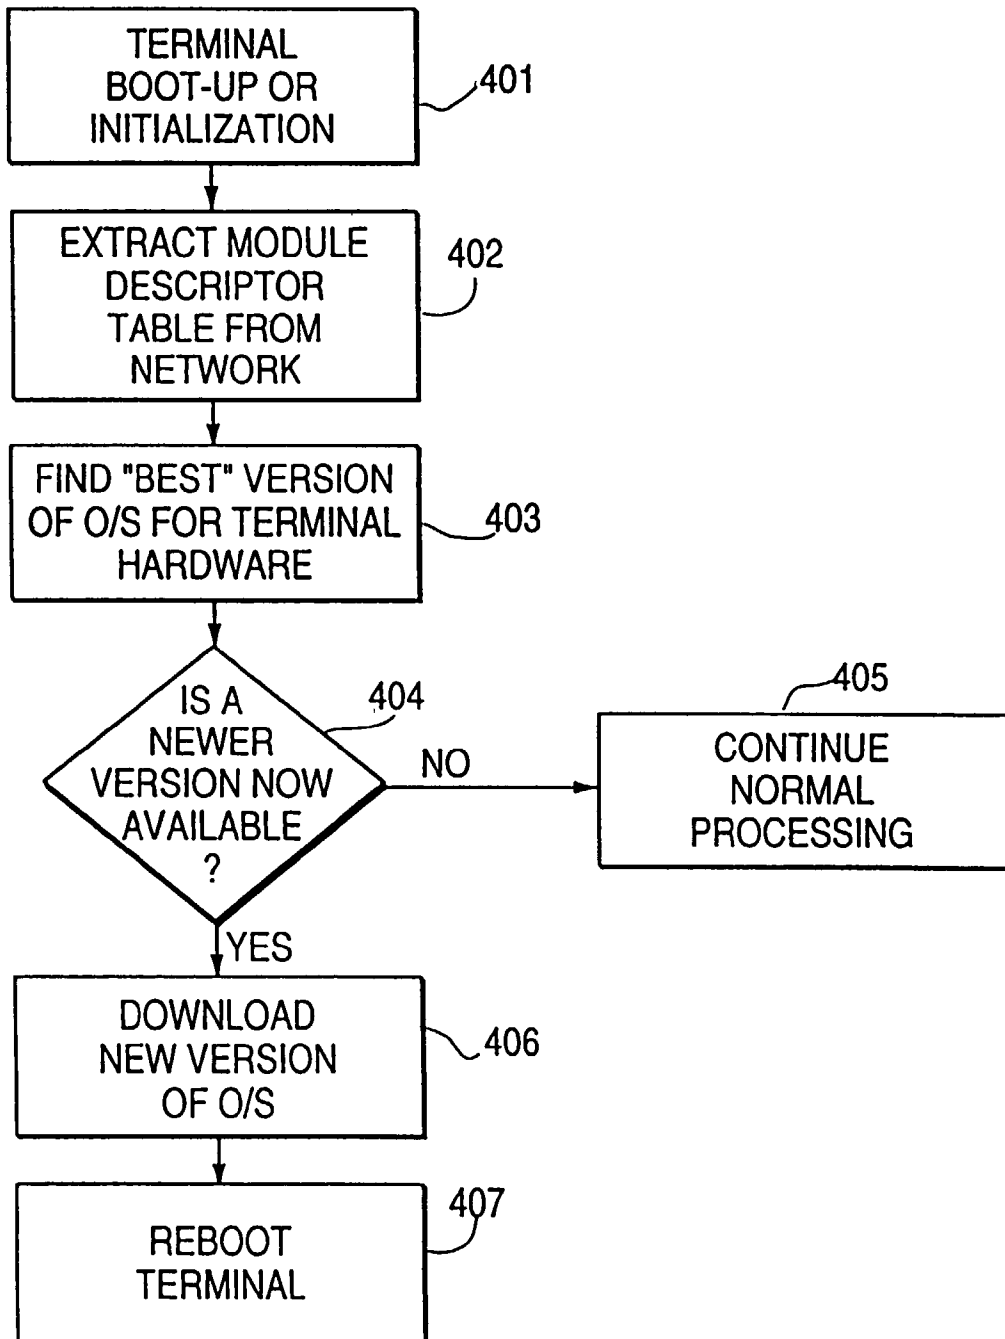 TERMINAL
BOOT-UP OR
INITIALIZATION
401
EXTRACT MODULE
DESCRIPTOR
TABLE FROM
NETWORK
402
FIND "BEST" VERSION
OF O/S FOR TERMINAL
HARDWARE
403
IS A
NEWER
VERSION NOW
AVAILABLE
?
404
NO
405
CONTINUE
NORMAL
PROCESSING
YES
DOWNLOAD
NEW VERSION
OF O/S
406
REBOOT
TERMINAL
407